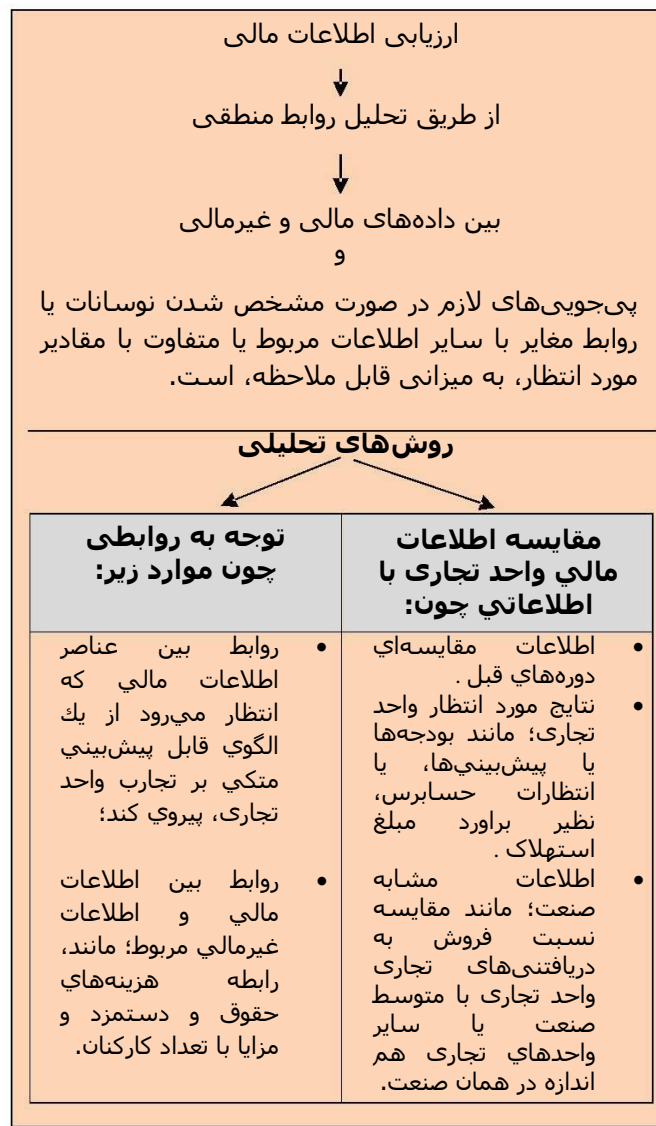 ارزیابی اطلاعات مالی
از طریق تحلیل روابط منطقی
بین داده‌های مالی و غیرمالی
و
پی‌جویی‌های لازم در صورت مشخص شدن نوسانات یا
روابط مغایر با سایر اطلاعات مربوط یا متفاوت با مقادیر
مورد انتظار، به میزانی قابل ملاحظه، است.
روش‌های تحلیلی
مقایسه اطلاعات
مالي واحد تجاری با
اطلاعاتي چون:
• اطلاعات مقایسه‌اي
دوره‌هاي قبل .
• نتایج مورد انتظار واحد
تجاری؛ مانند بودجه‌ها
یا پیش‌بیني‌ها، یا
انتظارات حسابرس،
نظیر براورد مبلغ
استهلاک .
• اطلاعات مشابه
صنعت؛ مانند مقایسه
نسبت فروش به
دریافتنی‌های تجاری
واحد تجاری با متوسط
صنعت یا سایر
واحدهاي تجاری هم
اندازه در همان صنعت.
توجه به روابطی
چون موارد زیر:
• روابط بین عناصر
اطلاعات مالي که
انتظار مي‌رود از يك
الگوي قابل پیش‌بیني
متکي بر تجارب واحد
تجاری، پیروي کند؛
• روابط بین اطلاعات
مالي و اطلاعات
غیرمالي مربوط؛ مانند،
رابطه هزینه‌هاي
حقوق و دستمزد و
مزایا با تعداد کارکنان.